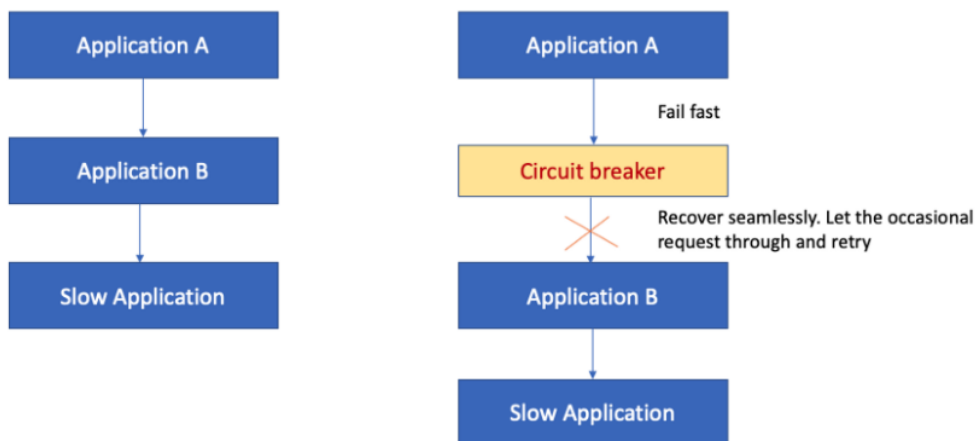 Application A
Application B
Slow Application
Application A
Fail fast
Circuit breaker
Recover seamlessly. Let the occasional
request through and retry
Application B
Slow Application